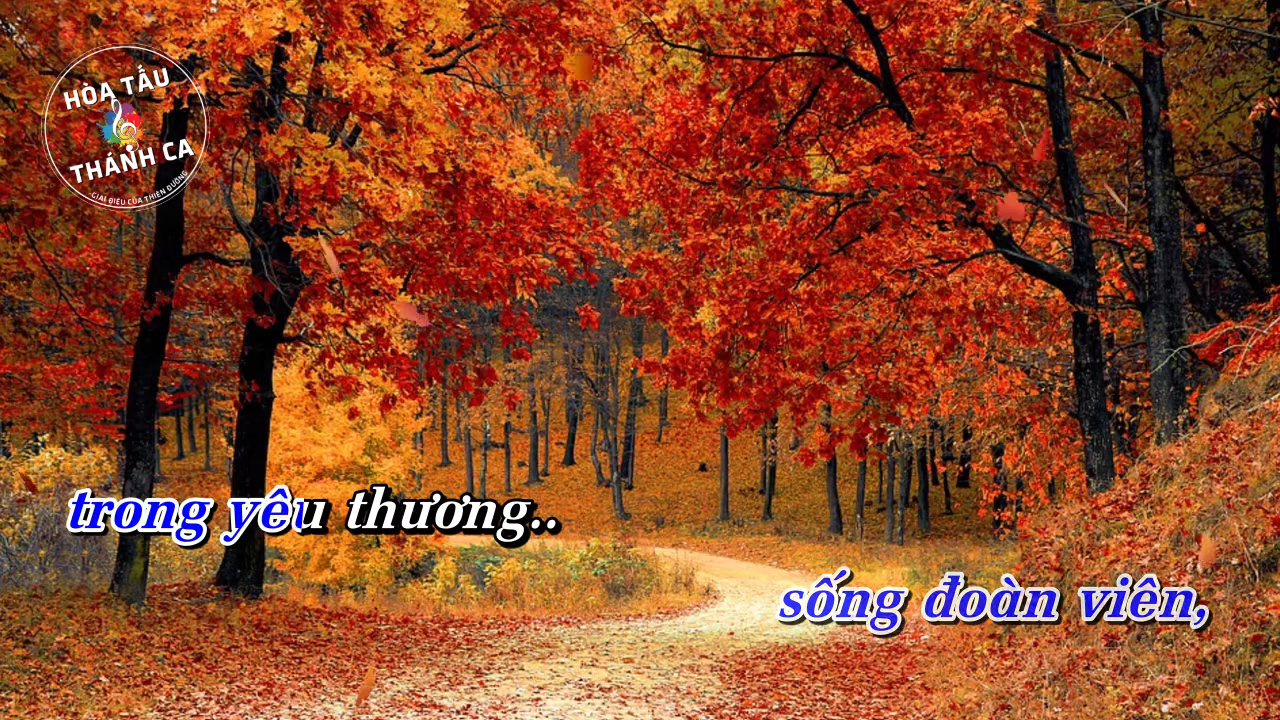 HÒA TẤU
THÁNH CA
GIAI ĐIỆU CỦA THIÊN ĐƯỜNG
trong yêu thương..
sống đoàn viên,